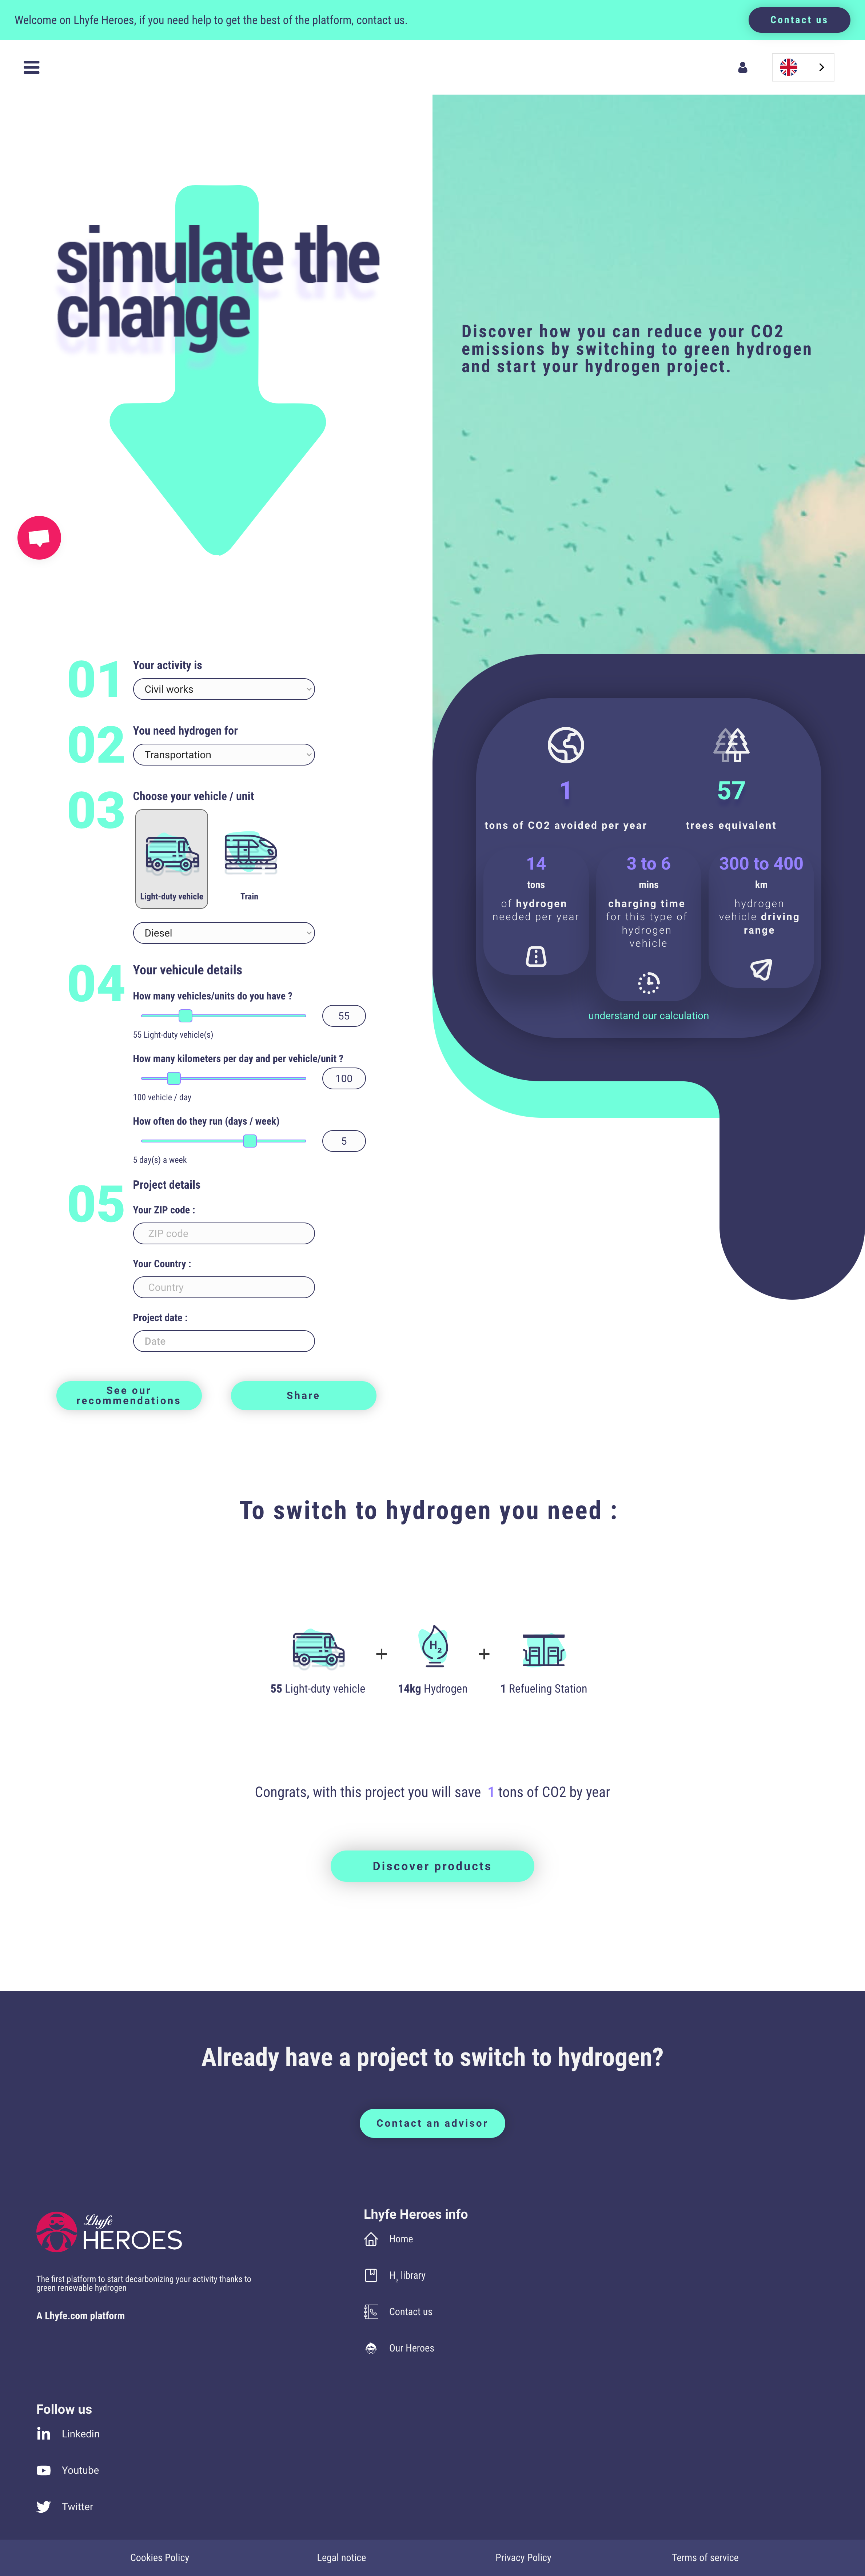 Welcome on Lhyfe Heroes, if you need help to get the best of the platform, contact us.
Contact us
simulate the
change
Discover how you can reduce your CO2
emissions by switching to green hydrogen
and start your hydrogen project.
01
Your activity is
Civil works
02
You need hydrogen for
Transportation
03
Choose your vehicle / unit
Light-duty vehicle
Train
Diesel
04
Your vehicule details
How many vehicles/units do you have ?
55
55 Light-duty vehicle(s)
How many kilometers per day and per vehicle/unit ?
100
100 vehicle / day
How often do they run (days / week)
5
5 day(s) a week
05
Project details
Your ZIP code :
ZIP code
Your Country :
Country
Project date :
Date
See our
recommendations
Share
1
tons of CO2 avoided per year
57
trees equivalent
14
tons
of hydrogen
needed per year
3 to 6
mins
charging time
for this type of
hydrogen
vehicle
300 to 400
km
hydrogen
vehicle driving
range
understand our calculation
To switch to hydrogen you need :
+
H2
+
55 Light-duty vehicle
14kg Hydrogen
1 Refueling Station
Congrats, with this project you will save 1 tons of CO2 by year
Discover products
Already have a project to switch to hydrogen?
Contact an advisor
Lhyfe
HEROES
The first platform to start decarbonizing your activity thanks to
green renewable hydrogen
A Lhyfe.com platform
Lhyfe Heroes info
Home
H2 library
Contact us
Our Heroes
Follow us
Linkedin
Youtube
Twitter
Cookies Policy
Legal notice
Privacy Policy
Terms of service